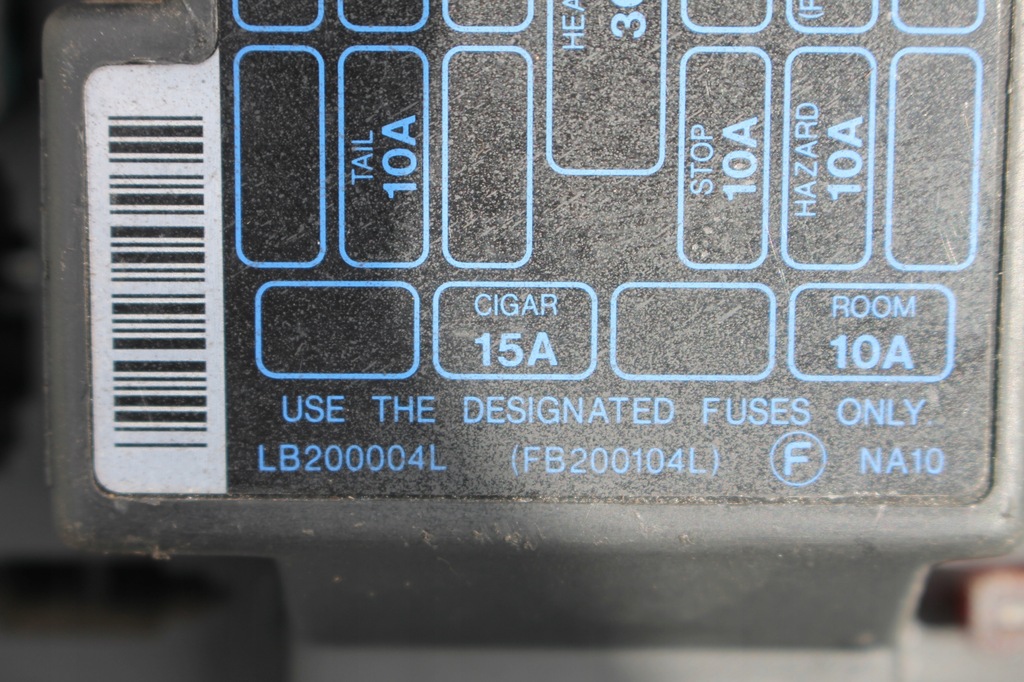 TAIL
10A
STOP
10A
HAZARD
10A
CIGAR
15A
ROOM
10A
USE THE DESIGNATED FUSES ONLY.
LB200004L (FB200104L) F NA10